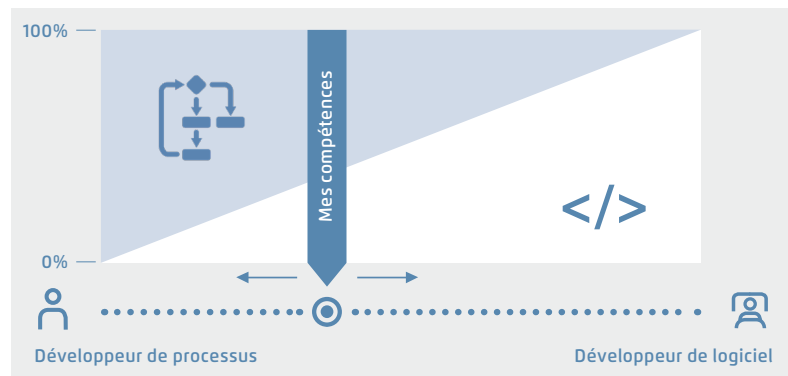 100%
Mes compétences
</>
0%
Développeur de processus
Développeur de logiciel